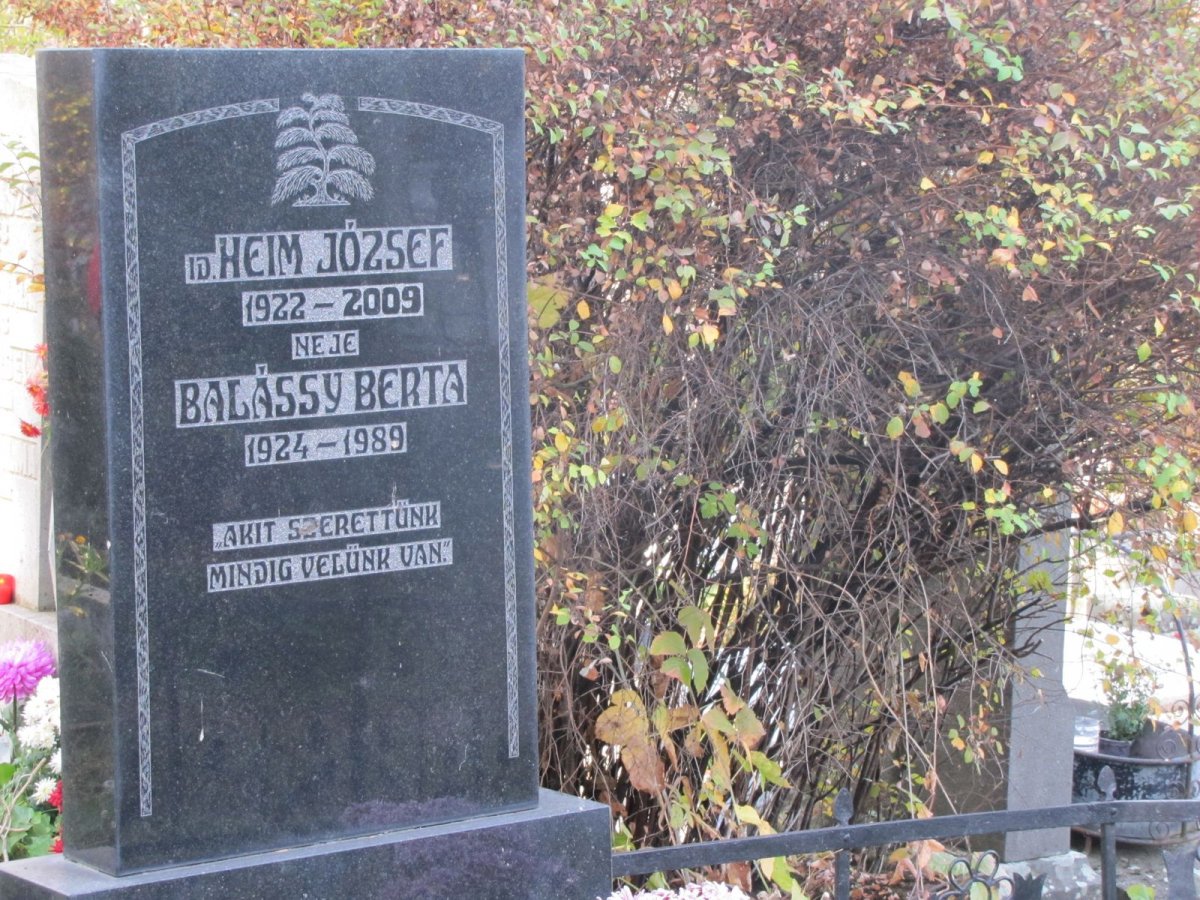 ID. HEIM JÓZSEF
1922 – 2009
NEJE
BALÁSSY BERTA
1924 – 1989
„AKIT SZERETTÜNK
MINDIG VELÜNK VAN."